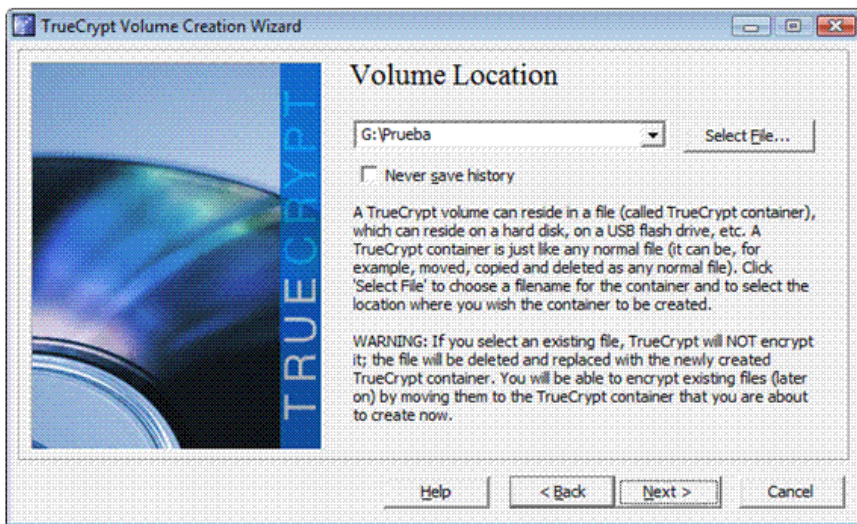 TrueCrypt Volume Creation Wizard
TRUECRYPT
Volume Location
G:\Prueba
Select File...
Never save history
A TrueCrypt volume can reside in a file (called TrueCrypt container),
which can reside on a hard disk, on a USB flash drive, etc. A
TrueCrypt container is just like any normal file (it can be, for
example, moved, copied and deleted as any normal file). Click
'Select File' to choose a filename for the container and to select the
location where you wish the container to be created.
WARNING: If you select an existing file, TrueCrypt will NOT encrypt
it; the file will be deleted and replaced with the newly created
TrueCrypt container. You will be able to encrypt existing files (later
on) by moving them to the TrueCrypt container that you are about
to create now.
Help
< Back
Next >
Cancel